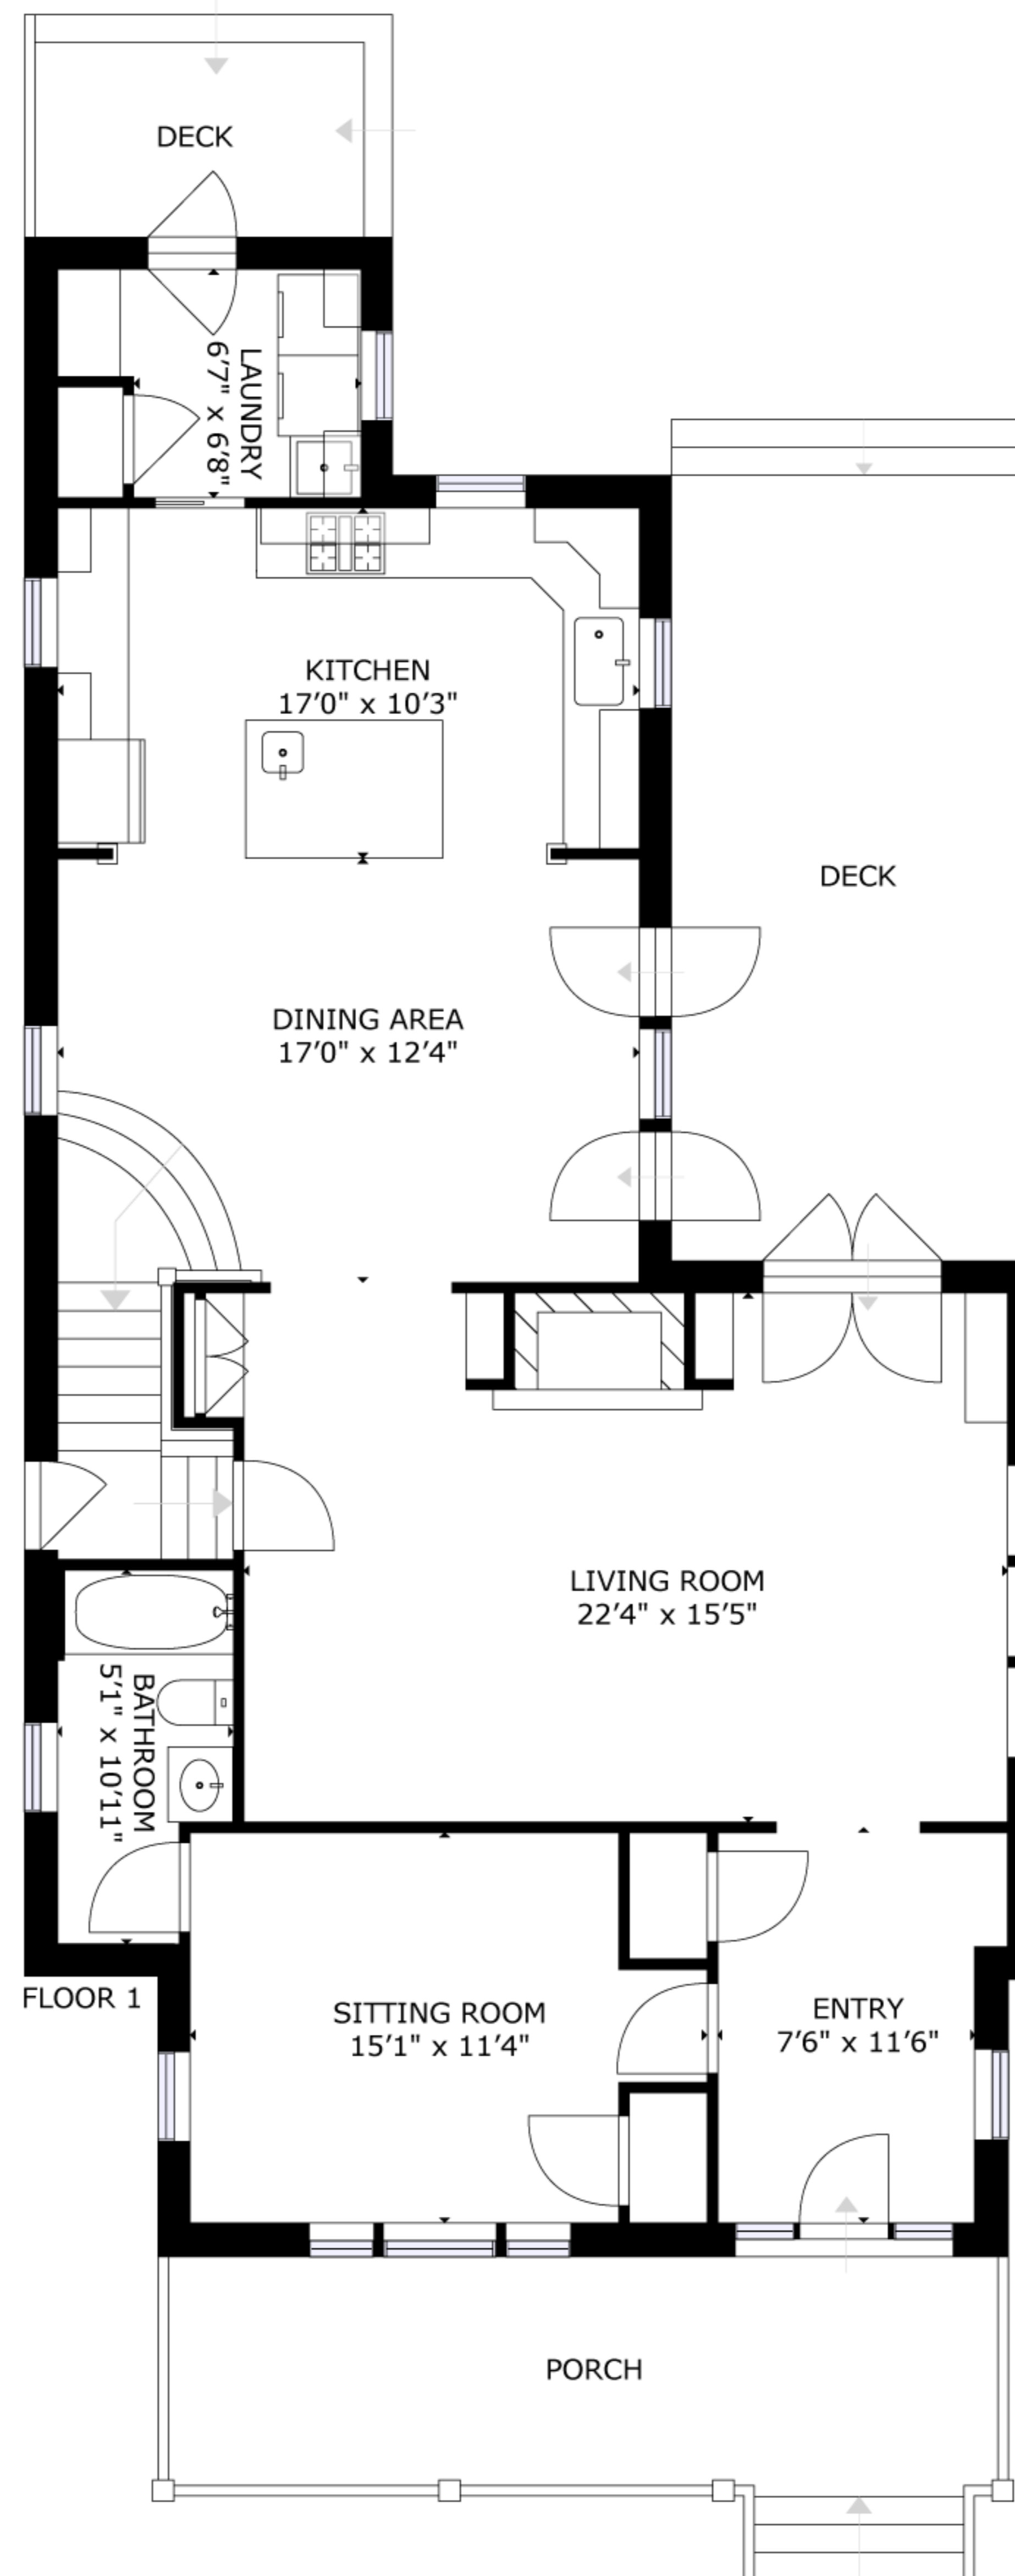 DECK
LAUNDRY
6'7" x 6'8"
KITCHEN
17'0" x 10'3"
DECK
DINING AREA
17'0" x 12'4"
LIVING ROOM
22'4" x 15'5"
BATHROOM
5'1" x 10'11"
FLOOR 1
SITTING ROOM
15'1" x 11'4"
ENTRY
7'6" x 11'6"
PORCH